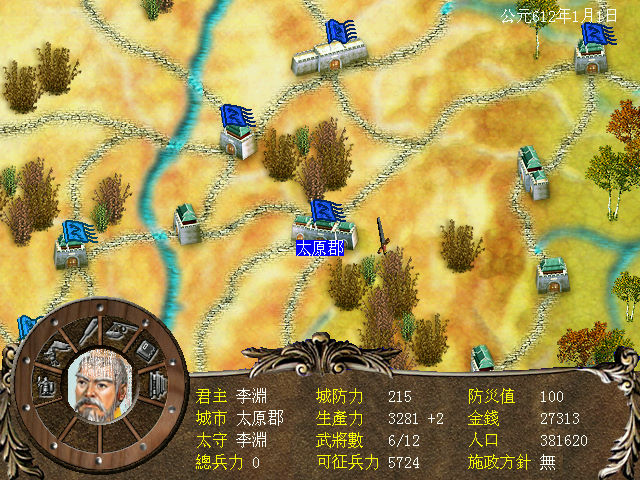 公元612年1月1日
太原郡
君主 李淵 城防力 215 防災值 100
城市 太原郡 生產力 3281 +2 金錢 27313
太守 李淵 武將數 6/12 人口 381620
總兵力 0 可征兵力 5724 施政方針 無